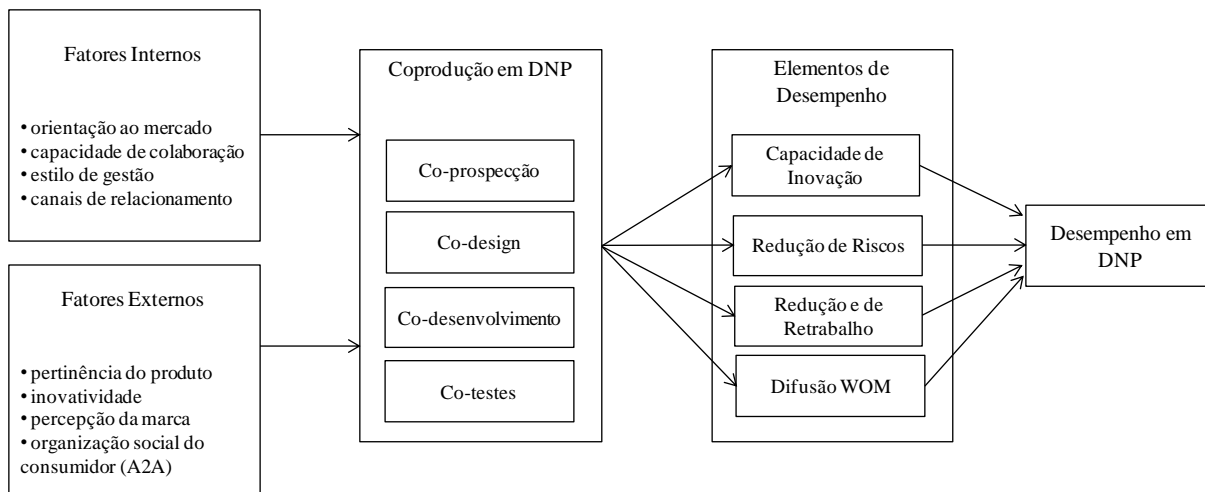 Fatores Internos
• orientação ao mercado
• capacidade de colaboração
• estilo de gestão
• canais de relacionamento
Fatores Externos
• pertinência do produto
• inovatividade
• percepção da marca
• organização social do
consumidor (A2A)
Coprodução em DNP
Co-prospecção
Co-design
Co-desenvolvimento
Co-testes
Elementos de
Desempenho
Capacidade de
Inovação
Redução de Riscos
Redução e de
Retrabalho
Difusão WOM
Desempenho em
DNP